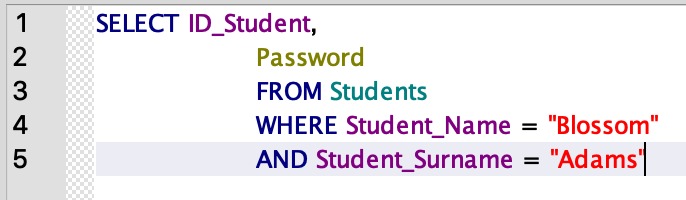 1 SELECT ID_Student,
2 Password
3 FROM Students
4 WHERE Student_Name = "Blossom"
5 AND Student_Surname = "Adams"